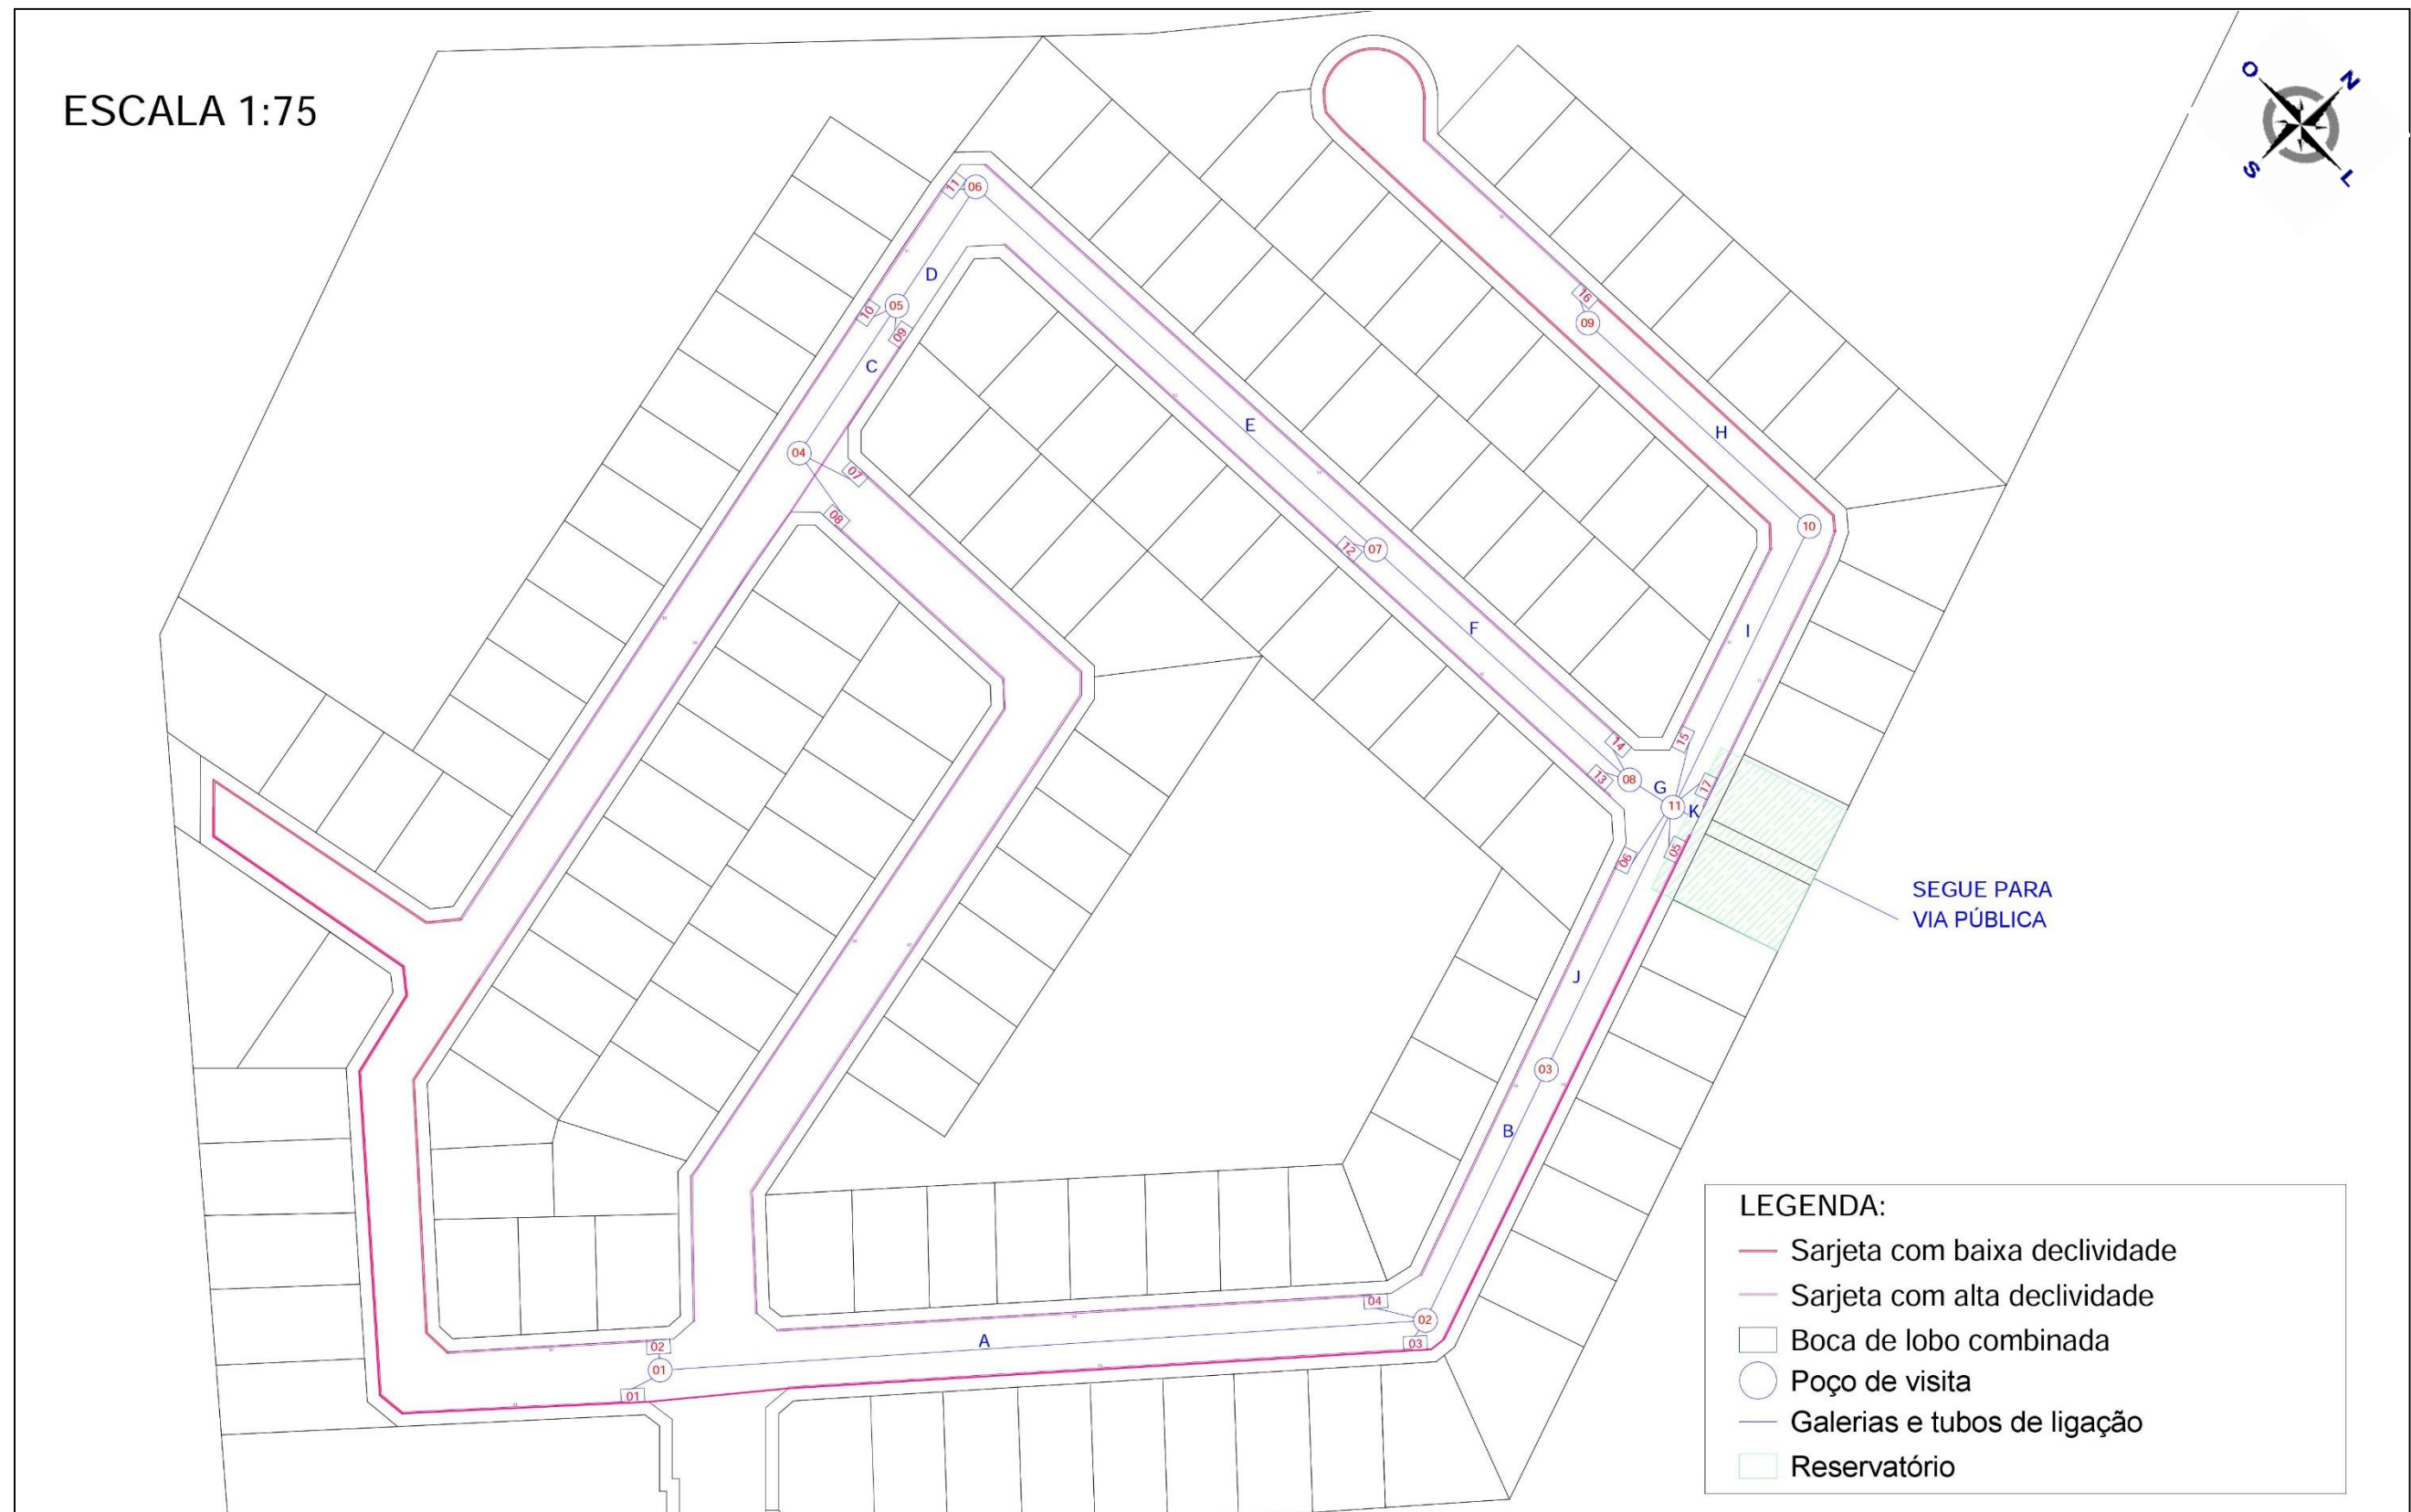 ESCALA 1:75
O
N
S
L
11
06
D
10
05
09
C
04
07
08
E
12
07
F
16
09
H
10
I
14
15
13
08
G
17
11
K
05
06
SEGUE PARA
VIA PÚBLICA
J
03
B
04
02
03
A
02
01
01
LEGENDA:
Sarjeta com baixa declividade
Sarjeta com alta declividade
Boca de lobo combinada
Poço de visita
Galerias e tubos de ligação
Reservatório